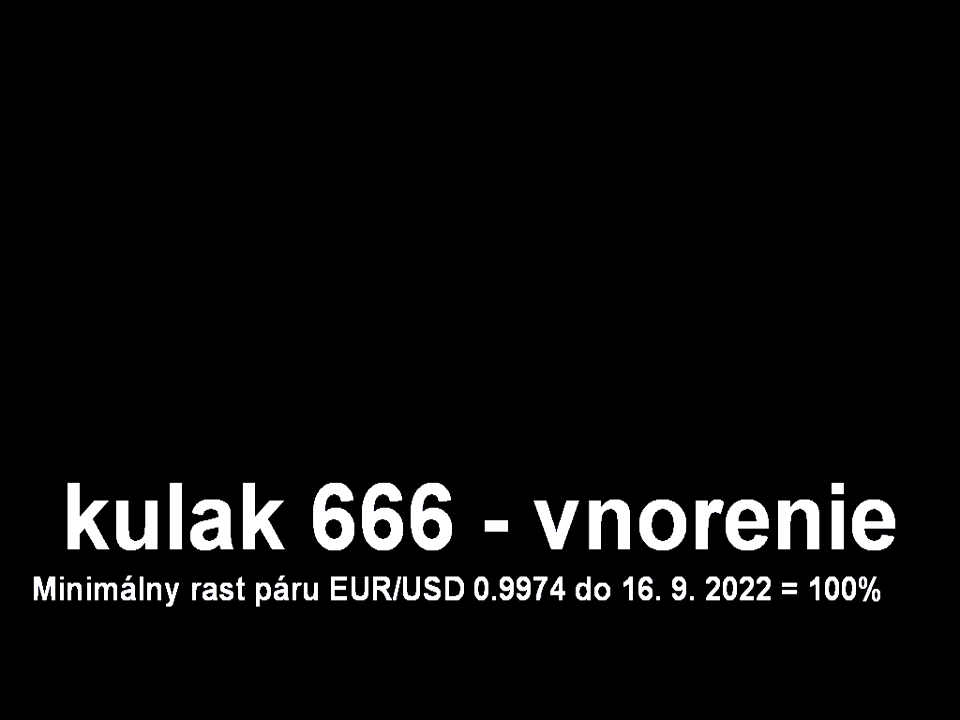 kulak 666 - vnorenie
Minimálny rast páru EUR/USD 0.9974 do 16. 9. 2022 = 100%